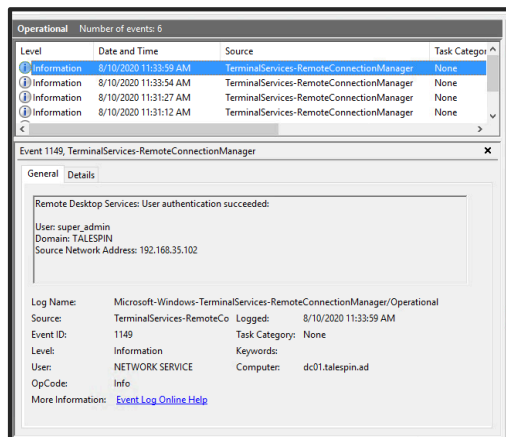 Operational Number of events: 6
Level Date and Time Source Task Categor
Information 8/10/2020 11:33:59 AM TerminalServices-RemoteConnectionManager None
Information 8/10/2020 11:33:54 AM TerminalServices-RemoteConnectionManager None
Information 8/10/2020 11:31:27 AM TerminalServices-RemoteConnectionManager None
Information 8/10/2020 11:31:12 AM TerminalServices-RemoteConnectionManager None
Event 1149, TerminalServices-RemoteConnectionManager
General Details
Remote Desktop Services: User authentication succeeded:
User: super_admin
Domain: TALESPIN
Source Network Address: 192.168.35.102
Log Name: Microsoft-Windows-TerminalServices-RemoteConnectionManager/Operational
Source: TerminalServices-RemoteCo Logged: 8/10/2020 11:33:59 AM
Event ID: 1149 Task Category: None
Level: Information Keywords:
User: NETWORK SERVICE Computer: dc01.talespin.ad
OpCode: Info
More Information: Event Log Online Help